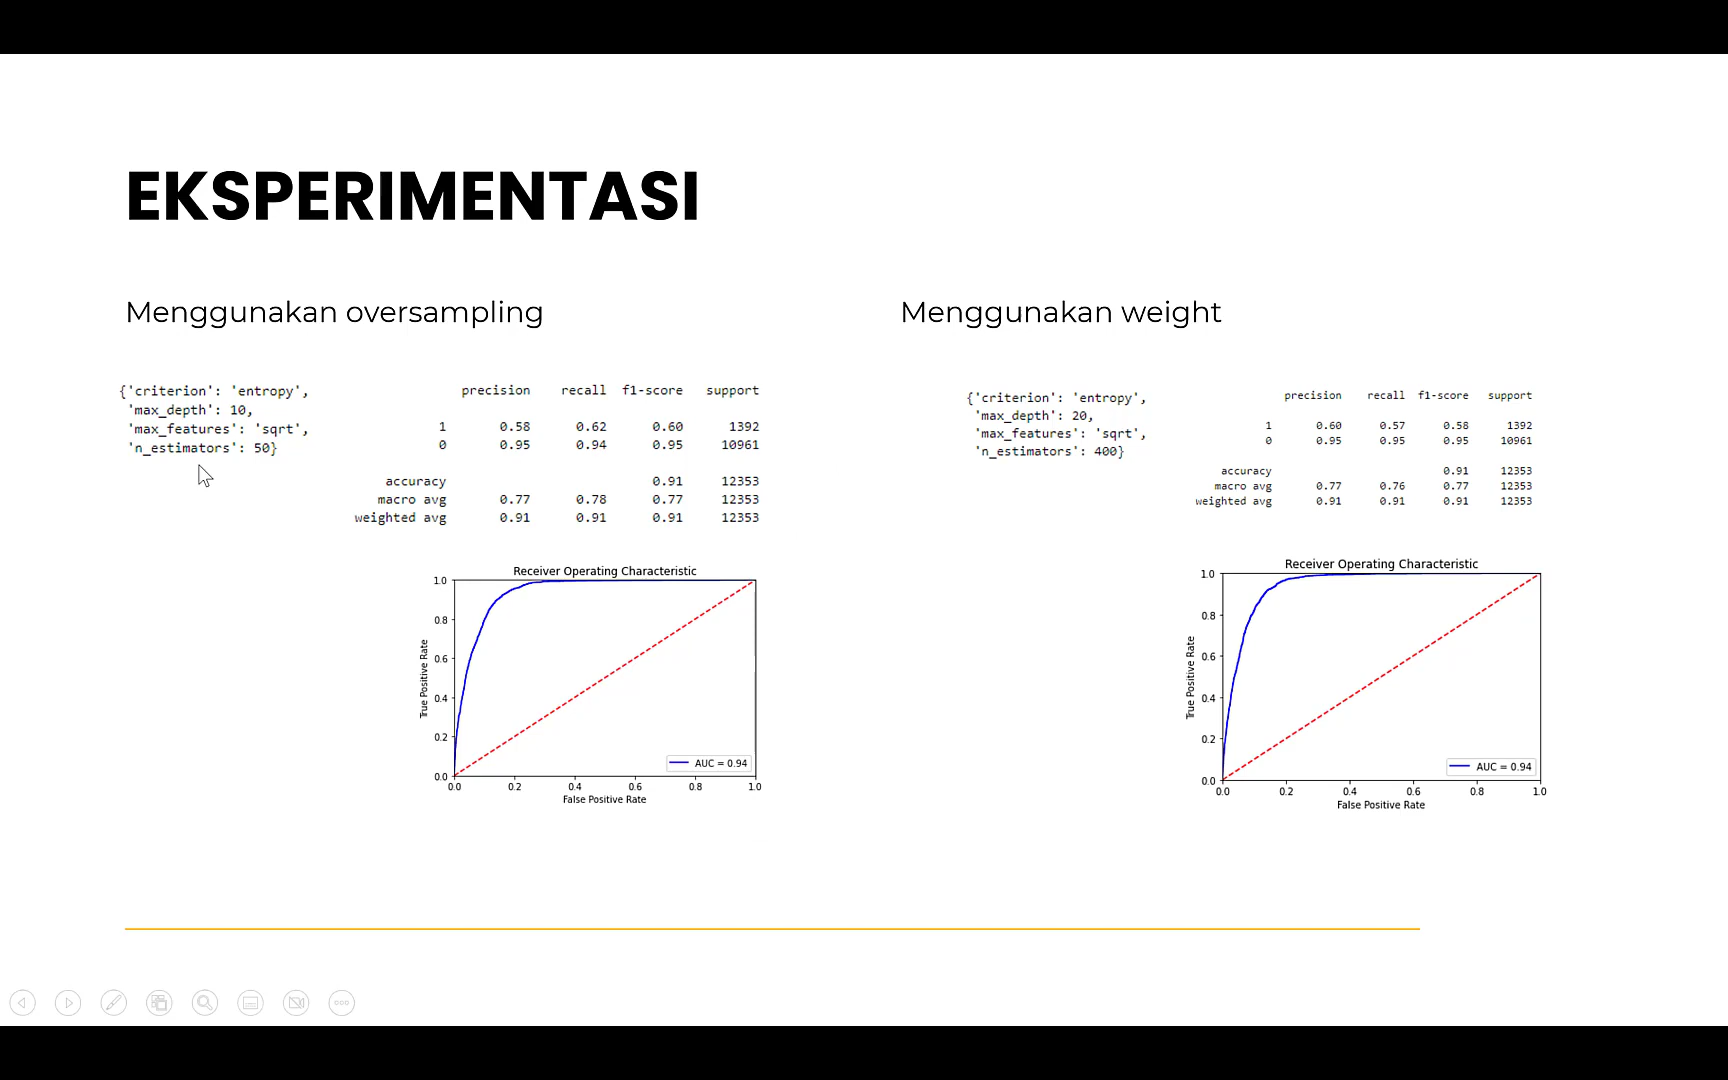 EKSPERIMENTASI
Menggunakan oversampling
{'criterion': 'entropy',
'max_depth': 10,
'max_features': 'sqrt',
'n_estimators': 50}
precision recall f1-score support
1 0.58 0.62 0.60 1392
0 0.95 0.94 0.95 10961
accuracy 0.91 12353
macro avg 0.77 0.78 0.77 12353
weighted avg 0.91 0.91 0.91 12353
Receiver Operating Characteristic
1.0
0.8
0.6
0.4
0.2
0.0
True Positive Rate
AUC = 0.94
0.0 0.2 0.4 0.6 0.8 1.0
False Positive Rate
Menggunakan weight
{'criterion': 'entropy',
'max_depth': 20,
'max_features': 'sqrt',
'n_estimators': 400}
precision recall f1-score support
1 0.60 0.57 0.58 1392
0 0.95 0.95 0.95 10961
accuracy 0.91 12353
macro avg 0.77 0.76 0.77 12353
weighted avg 0.91 0.91 0.91 12353
Receiver Operating Characteristic
1.0
0.8
0.6
0.4
0.2
0.0
True Positive Rate
AUC = 0.94
0.0 0.2 0.4 0.6 0.8 1.0
False Positive Rate